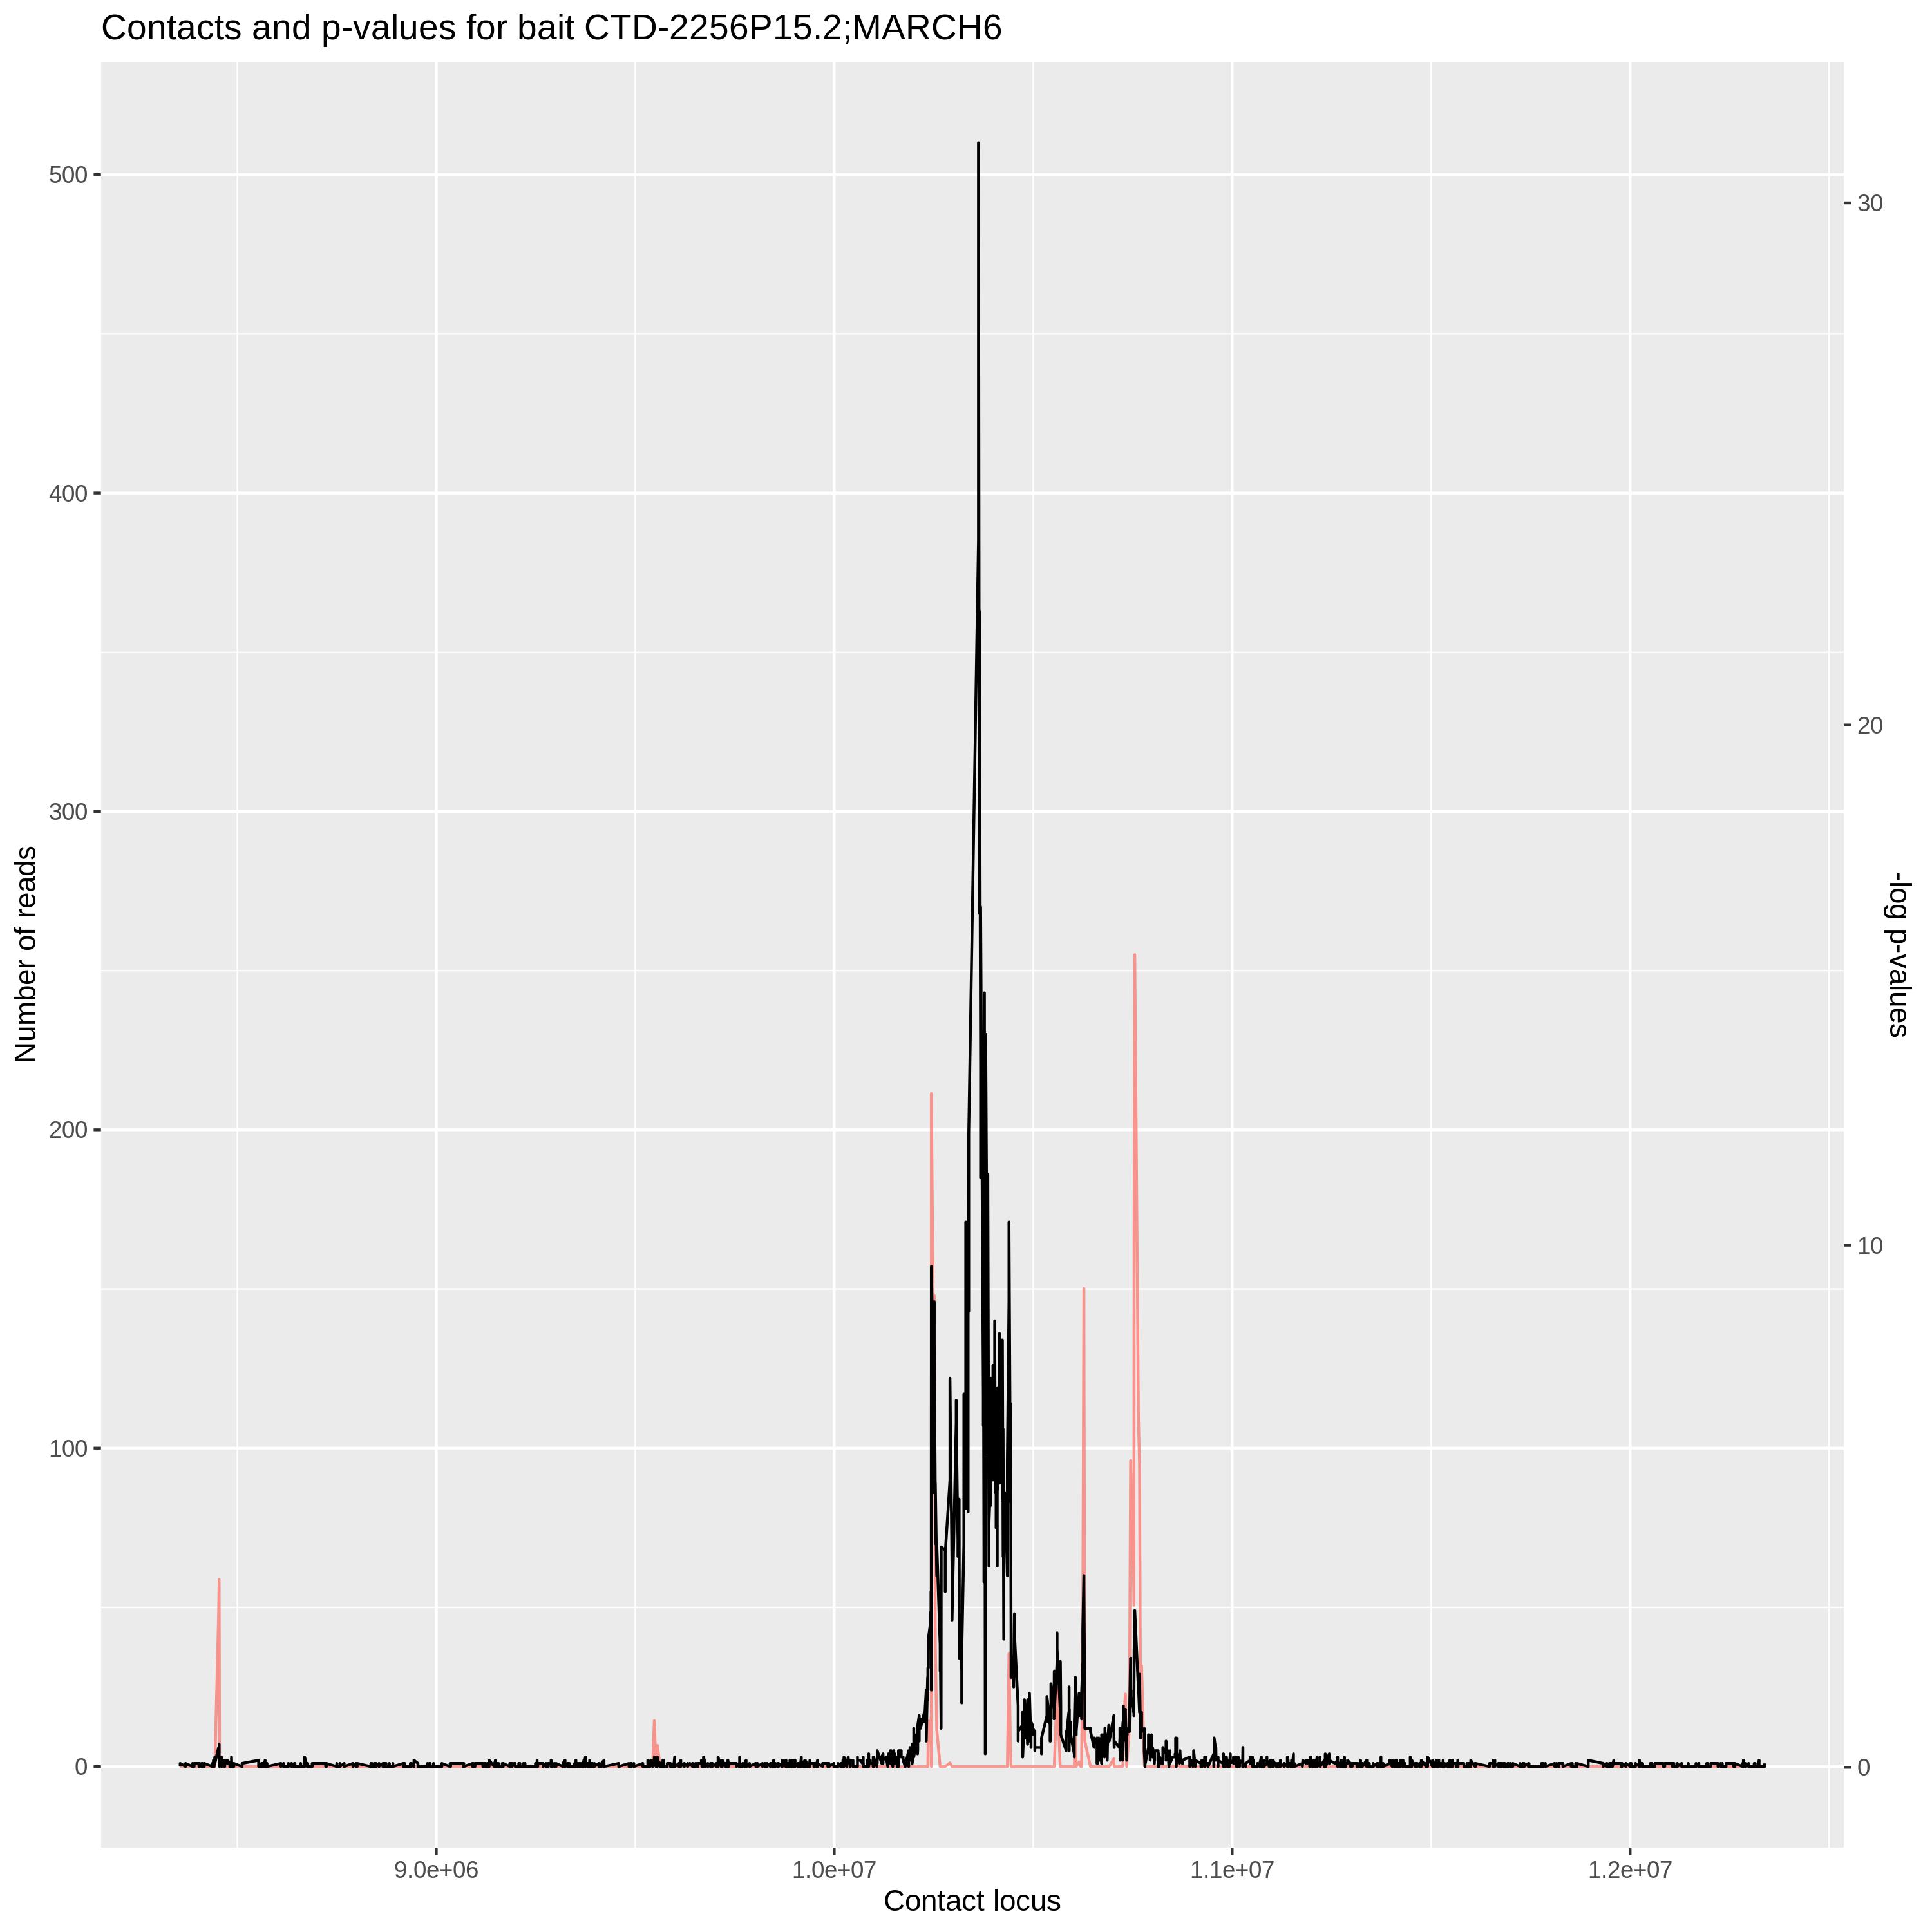 Contacts and p-values for bait CTD-2256P15.2;MARCH6
500
400
300
200
100
0
Number of reads
30
20
10
0
-log p-values
9.0e+06
1.0e+07
1.1e+07
1.2e+07
Contact locus